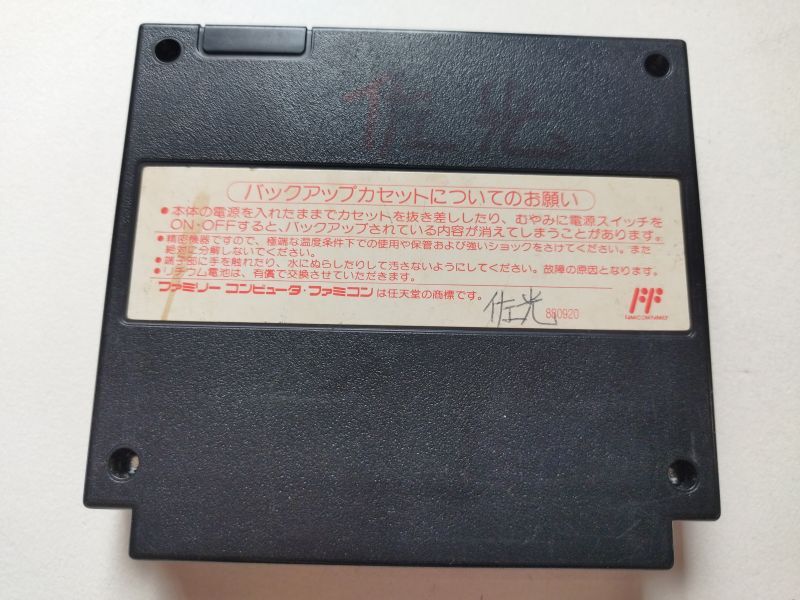 佐光
バックアップカセットについてのお願い
●本体の電源を入れたままでカセットを抜き差ししたり、むやみに電源スイッチを
ON・OFFすると、バックアップされている内容が消えてしまうことがあります。
●精密機器ですので、極端な温度条件下での使用や保管および強いショックをさけてください。また
絶対に分解しないでください。
●端子部に手を触れたり、水にぬらしたりして汚さないようにしてください。故障の原因となります。
●リチウム電池は、有償で交換させていただきます。
ファミリー コンピュータ・ファミコン は任天堂の商標です。
佐光 880920
FF